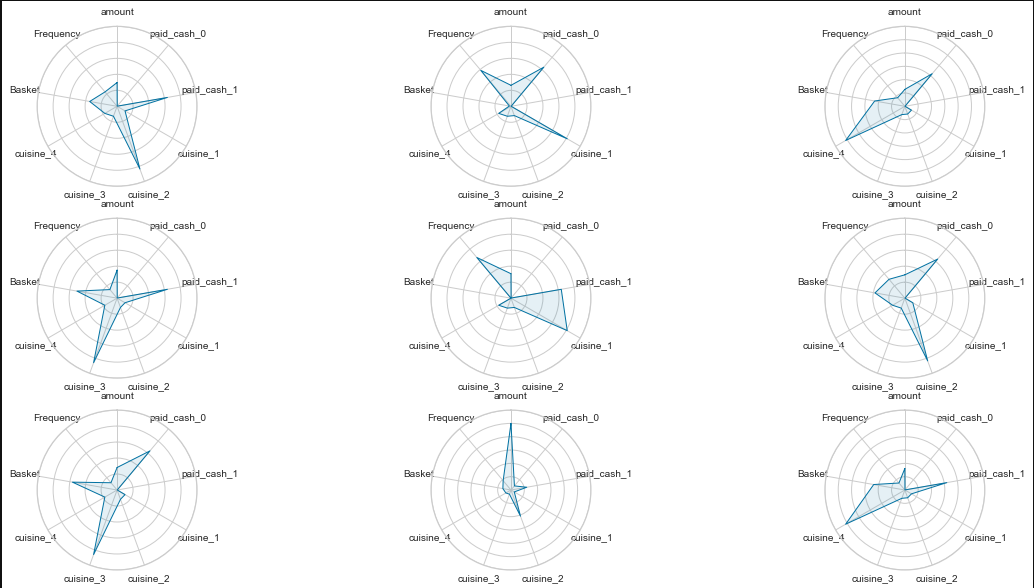 amount amount amount
Frequency paid_cash_0 Frequency paid_cash_0 Frequency paid_cash_0
Basket paid_cash_1 Basket paid_cash_1 Basket paid_cash_1
cuisine_4 cuisine_1 cuisine_4 cuisine_1 cuisine_4 cuisine_1
cuisine_3 cuisine_2 cuisine_3 cuisine_2 cuisine_3 cuisine_2
amount amount amount
Frequency paid_cash_0 Frequency paid_cash_0 Frequency paid_cash_0
Basket paid_cash_1 Basket paid_cash_1 Basket paid_cash_1
cuisine_4 cuisine_1 cuisine_4 cuisine_1 cuisine_4 cuisine_1
cuisine_3 cuisine_2 cuisine_3 cuisine_2 cuisine_3 cuisine_2
amount amount amount
Frequency paid_cash_0 Frequency paid_cash_0 Frequency paid_cash_0
Basket paid_cash_1 Basket paid_cash_1 Basket paid_cash_1
cuisine_4 cuisine_1 cuisine_4 cuisine_1 cuisine_4 cuisine_1
cuisine_3 cuisine_2 cuisine_3 cuisine_2 cuisine_3 cuisine_2